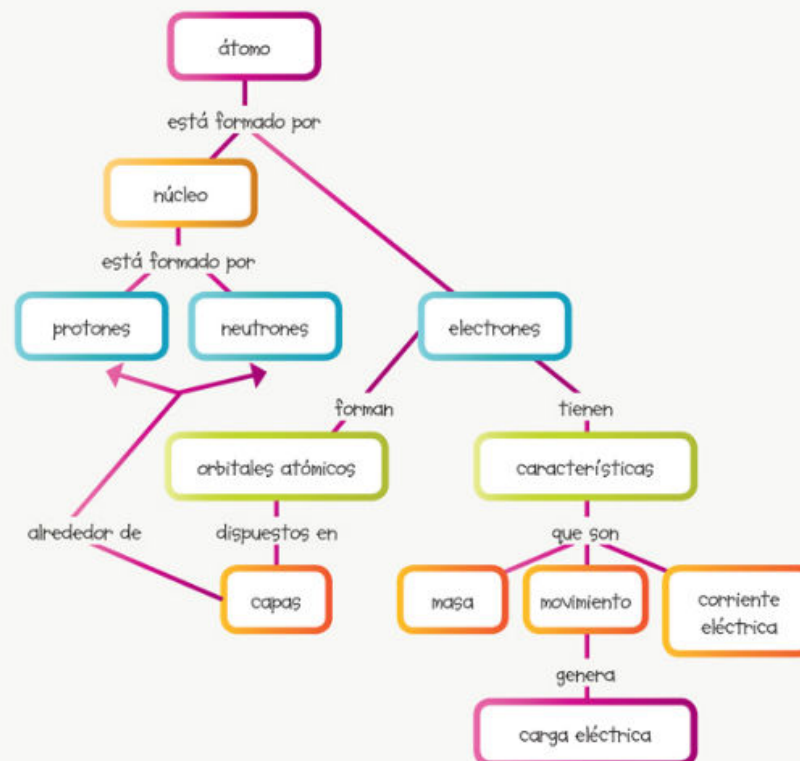 átomo
está formado por
núcleo
está formado por
protones
neutrones
electrones
forman
tienen
orbitales atómicos
características
alrededor de
dispuestos en
que son
capas
masa
movimiento
corriente
eléctrica
genera
carga eléctrica